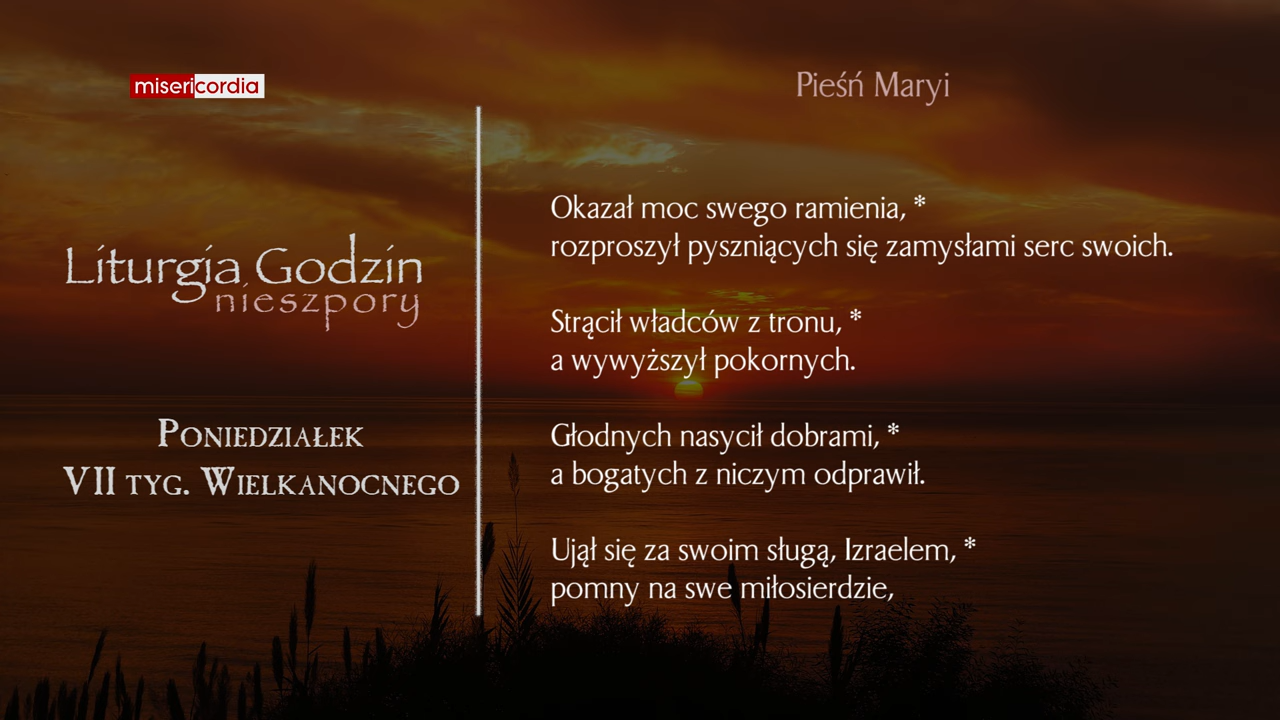 misericordia
Liturgia Godzin
nieszpory
Poniedziałek
VII tyg. Wielkanocnego
Pieśń Maryi
Okazał moc swego ramienia, *
rozproszył pyszniących się zamysłami serc swoich.
Strącił władców z tronu, *
a wywyższył pokornych.
Głodnych nasycił dobrami, *
a bogatych z niczym odprawił.
Ujął się za swoim sługą, Izraelem, *
pomny na swe miłosierdzie,